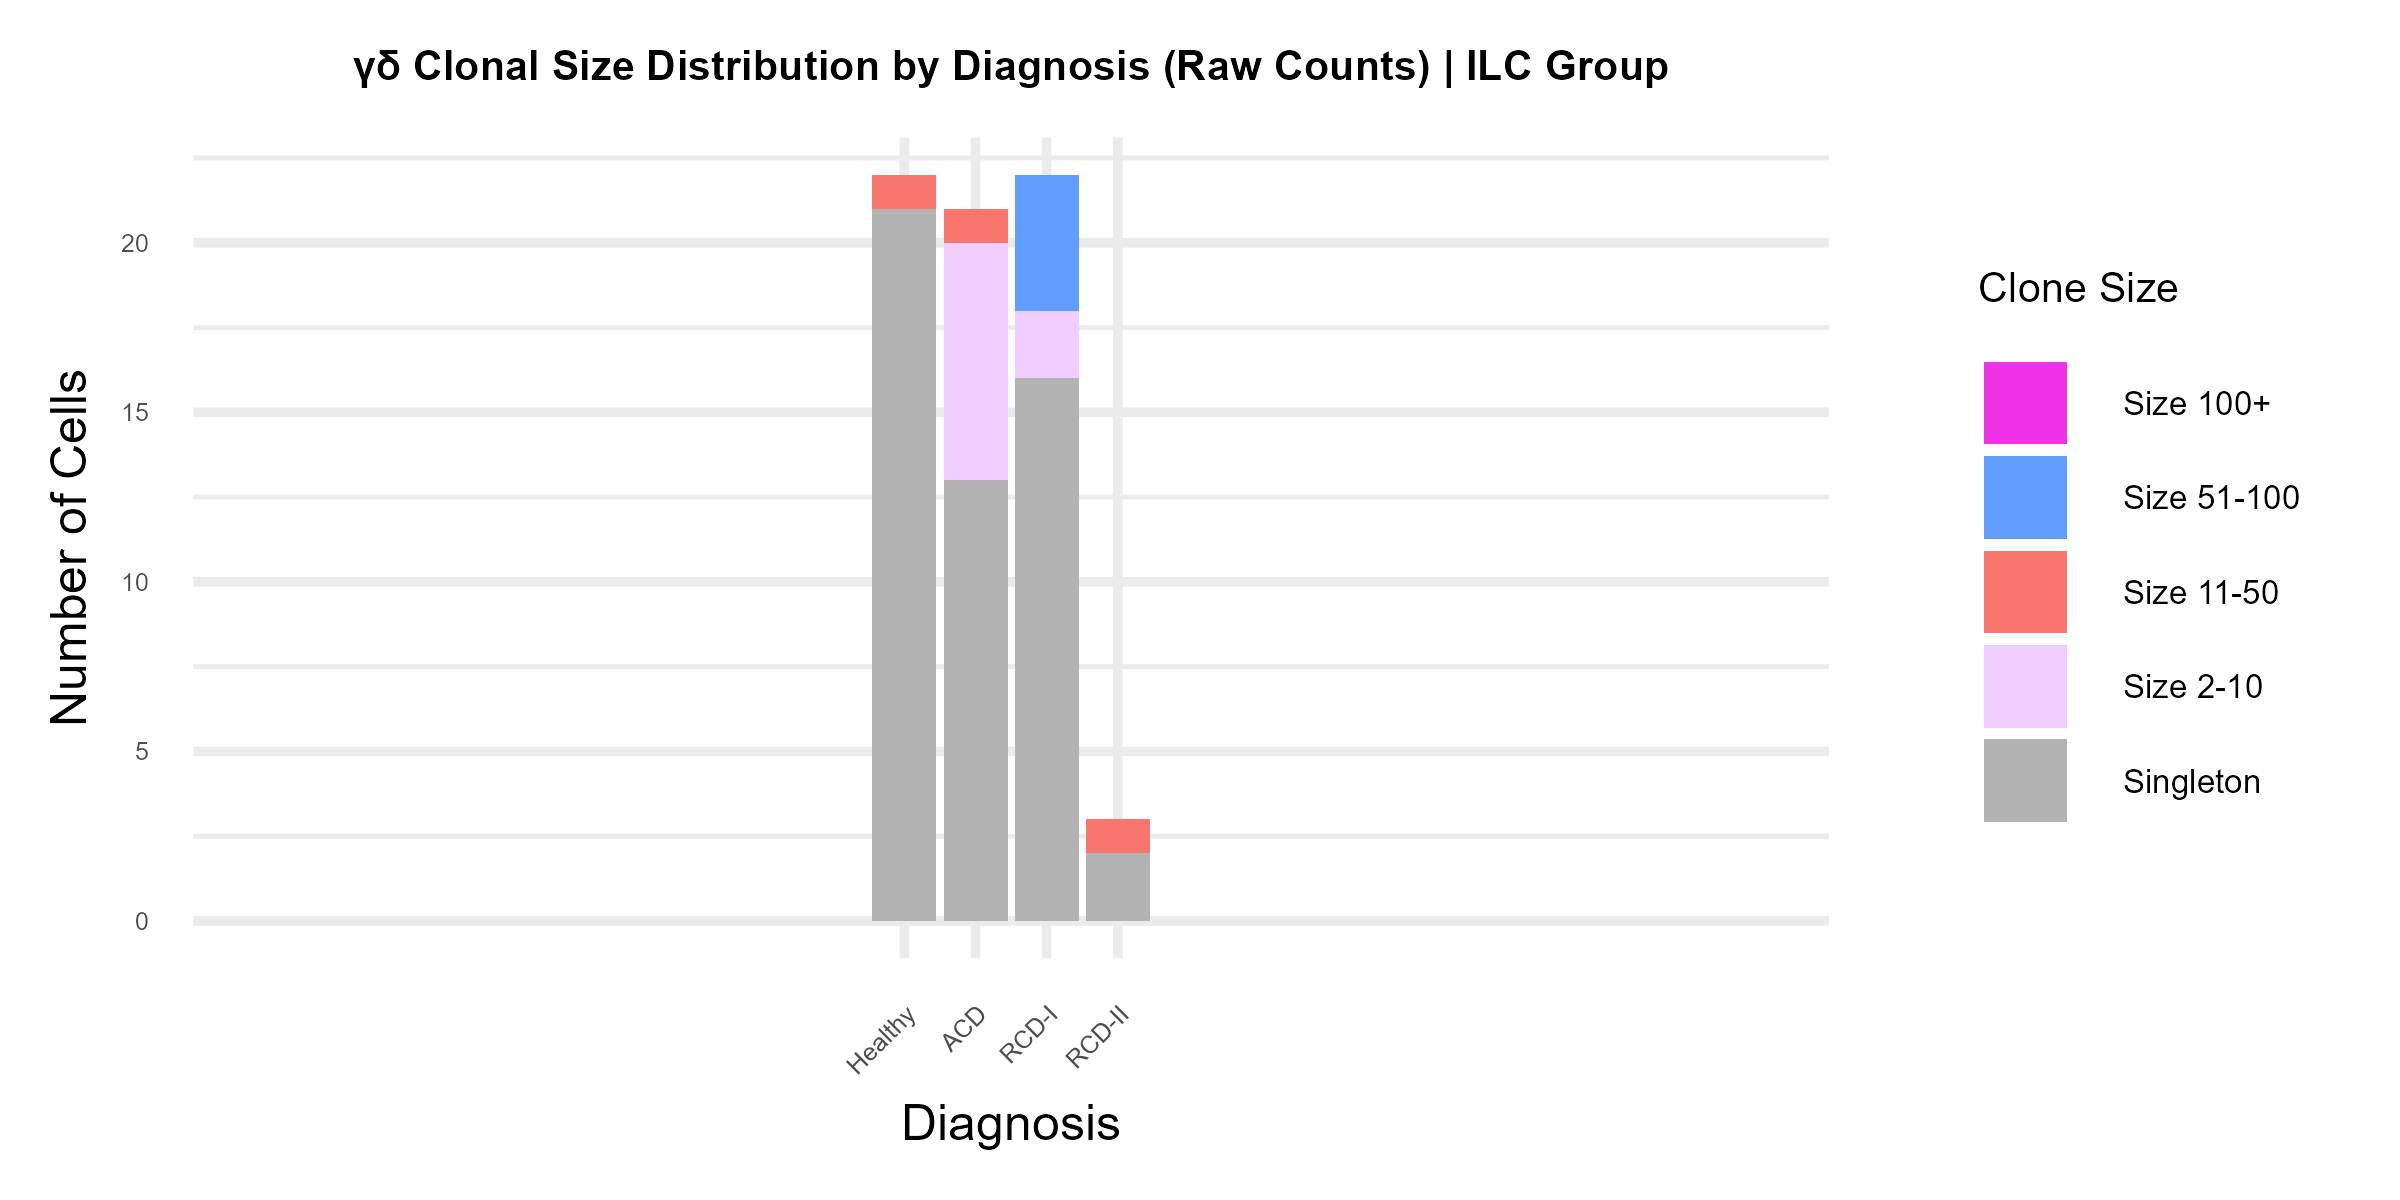 γδ Clonal Size Distribution by Diagnosis (Raw Counts) | ILC Group
Number of Cells
20
15
10
5
0
Healthy
ACD
RCD-I
RCD-II
Diagnosis
Clone Size
Size 100+
Size 51-100
Size 11-50
Size 2-10
Singleton